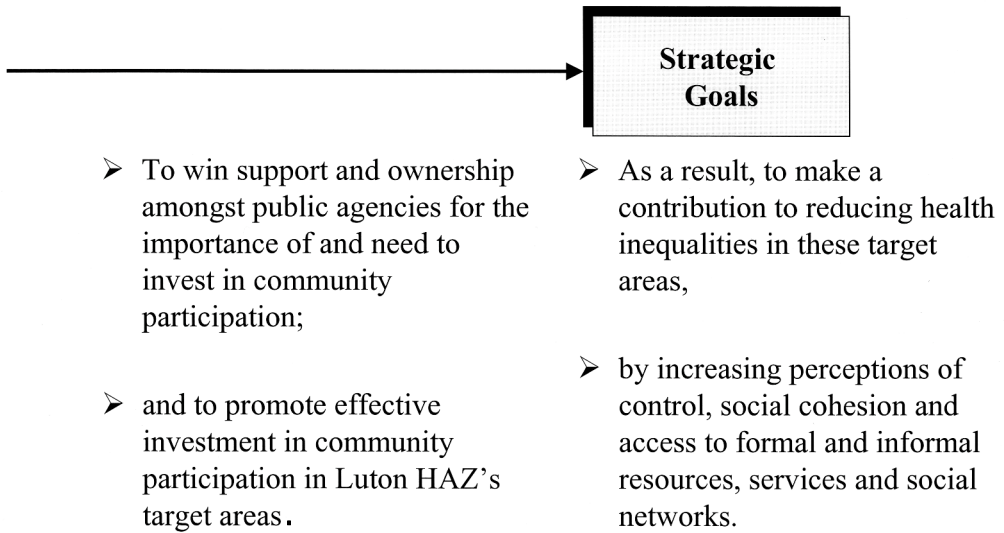 Strategic
Goals
➢ To win support and ownership
amongst public agencies for the
importance of and need to
invest in community
participation;
➢ and to promote effective
investment in community
participation in Luton HAZ’s
target areas.
➢ As a result, to make a
contribution to reducing health
inequalities in these target
areas,
➢ by increasing perceptions of
control, social cohesion and
access to formal and informal
resources, services and social
networks.